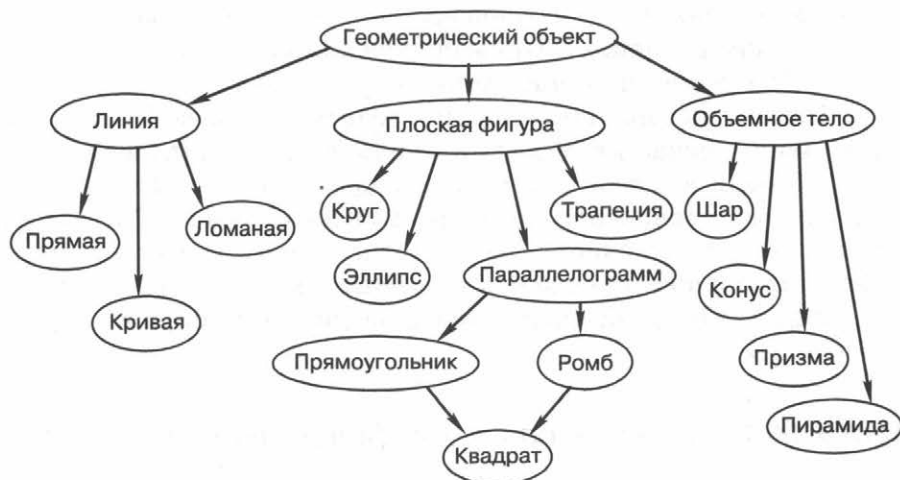 Геометрический объект
Линия
Плоская фигура
Объемное тело
Круг
Трапеция
Шар
Прямая
Ломаная
Эллипс
Параллелограмм
Конус
Кривая
Прямоугольник
Ромб
Призма
Пирамида
Квадрат